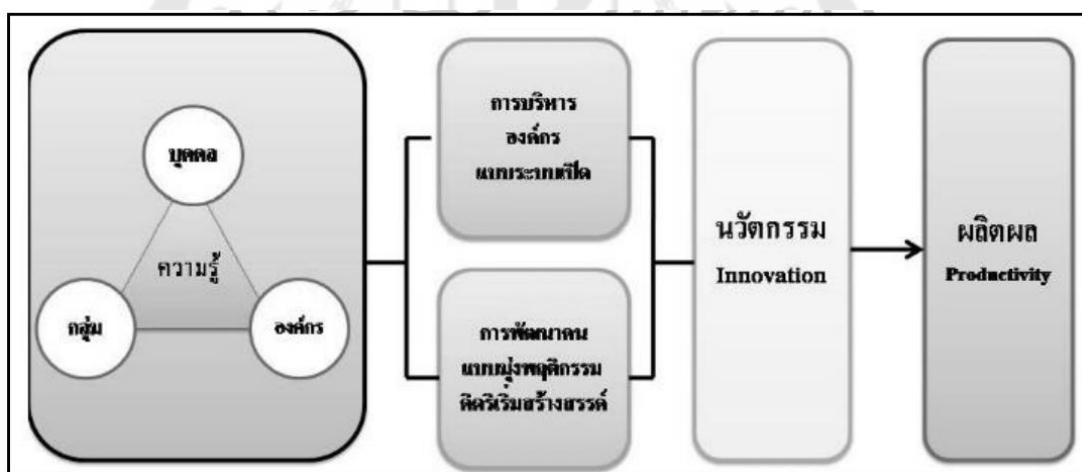 บุคคล
ความรู้
กลุ่ม
องค์กร
การบริหาร
องค์กร
แบบระบบเปิด
การพัฒนาคน
แบบมุ่งพฤติกรรม
คิดริเริ่มสร้างสรรค์
นวัตกรรม
Innovation
ผลิตผล
Productivity